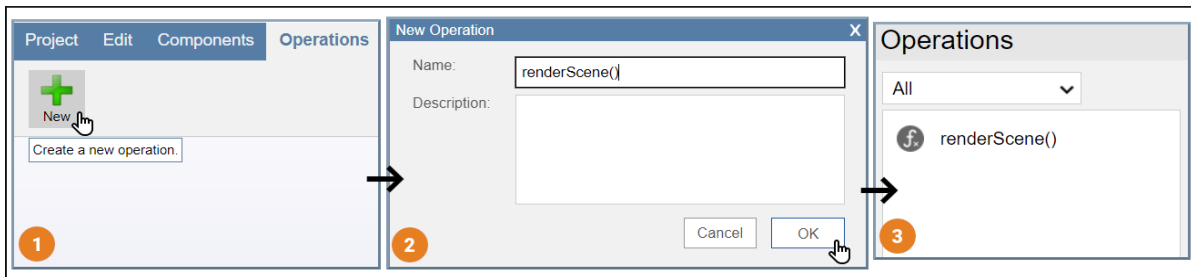 Project Edit Components Operations
New
Create a new operation.
1
New Operation X
Name: renderScene()
Description:
Cancel OK
2
Operations
All
renderScene()
3